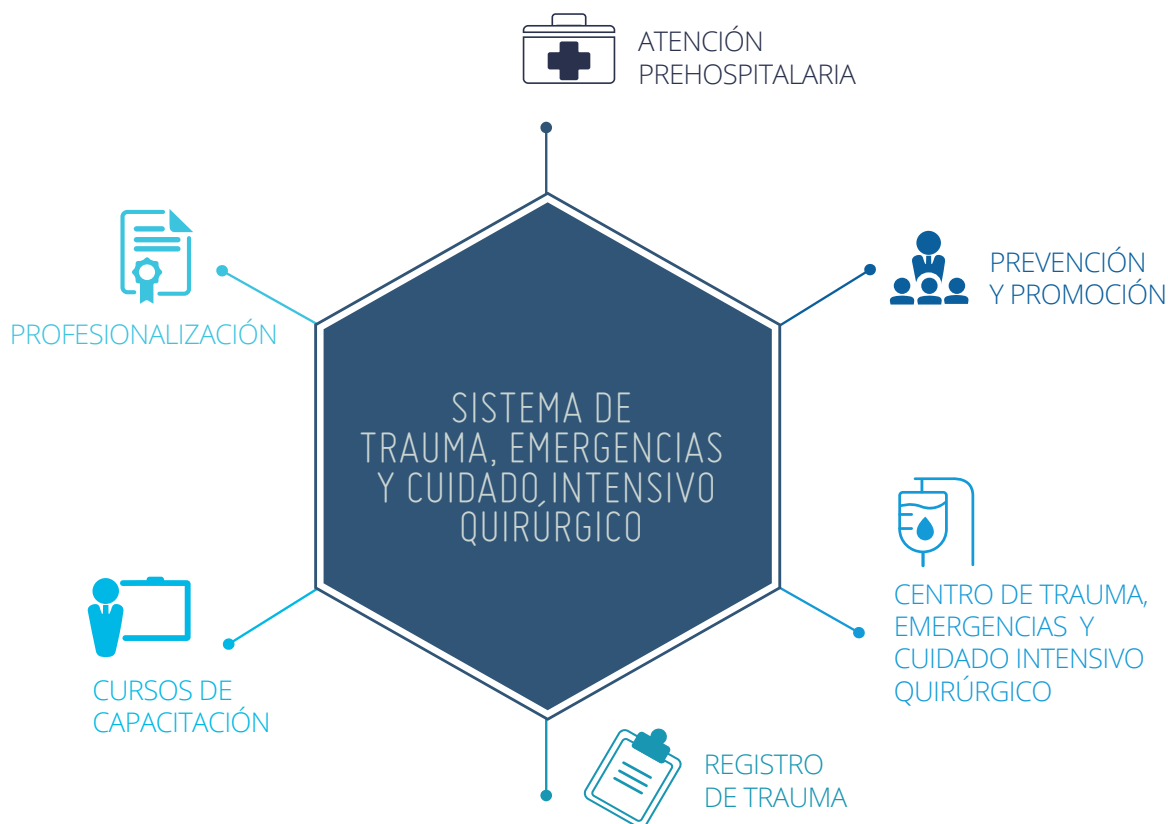 ATENCIÓN
PREHOSPITALARIA
PREVENCIÓN
Y PROMOCIÓN
PROFESIONALIZACIÓN
SISTEMA DE
TRAUMA, EMERGENCIAS
Y CUIDADO INTENSIVO
QUIRÚRGICO
CENTRO DE TRAUMA,
EMERGENCIAS Y
CUIDADO INTENSIVO
QUIRÚRGICO
CURSOS DE
CAPACITACIÓN
REGISTRO
DE TRAUMA